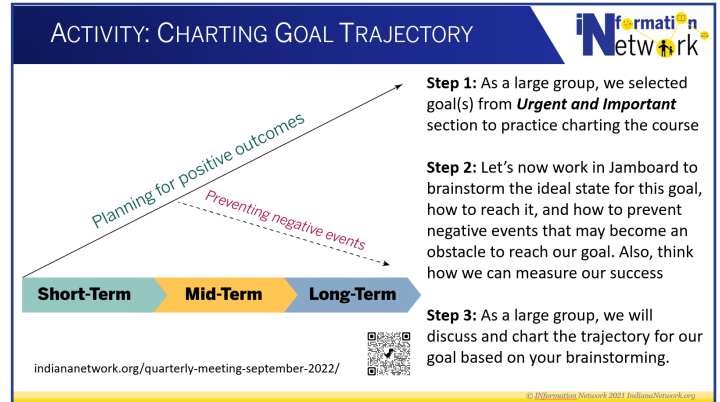 ACTIVITY: CHARTING GOAL TRAJECTORY
iNformati n
Netw rk
Planning for positive outcomes
Preventing negative events
Short-Term Mid-Term Long-Term
indiananetwork.org/quarterly-meeting-september-2022/
Step 1: As a large group, we selected
goal(s) from Urgent and Important
section to practice charting the course
Step 2: Let’s now work in Jamboard to
brainstorm the ideal state for this goal,
how to reach it, and how to prevent
negative events that may become an
obstacle to reach our goal. Also, think
how we can measure our success
Step 3: As a large group, we will
discuss and chart the trajectory for our
goal based on your brainstorming.
© INformation Network 2021 IndianaNetwork.org